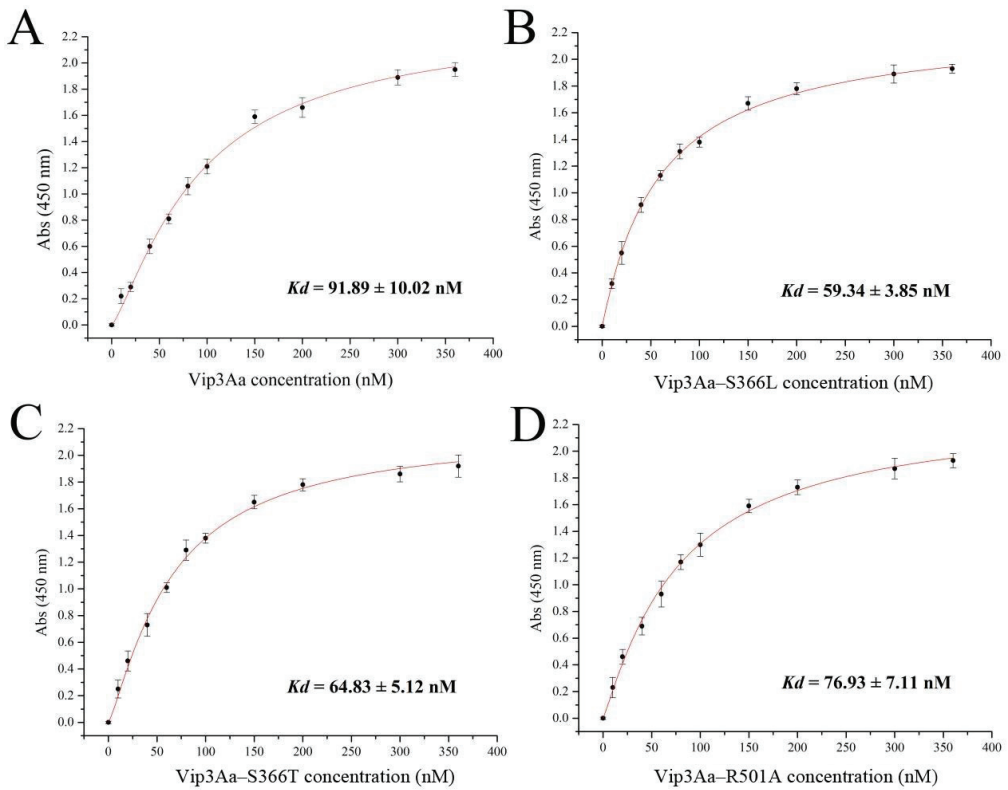 A
2.2
2.0
1.8
1.6
1.4
1.2
1.0
0.8
0.6
0.4
0.2
0.0
Abs (450 nm)
Kd = 91.89 ± 10.02 nM
0 50 100 150 200 250 300 350 400
Vip3Aa concentration (nM)
B
2.2
2.0
1.8
1.6
1.4
1.2
1.0
0.8
0.6
0.4
0.2
0.0
Abs (450 nm)
Kd = 59.34 ± 3.85 nM
0 50 100 150 200 250 300 350 400
Vip3Aa–S366L concentration (nM)
C
2.2
2.0
1.8
1.6
1.4
1.2
1.0
0.8
0.6
0.4
0.2
0.0
Abs (450 nm)
Kd = 64.83 ± 5.12 nM
0 50 100 150 200 250 300 350 400
Vip3Aa–S366T concentration (nM)
D
2.2
2.0
1.8
1.6
1.4
1.2
1.0
0.8
0.6
0.4
0.2
0.0
Abs (450 nm)
Kd = 76.93 ± 7.11 nM
0 50 100 150 200 250 300 350 400
Vip3Aa–R501A concentration (nM)